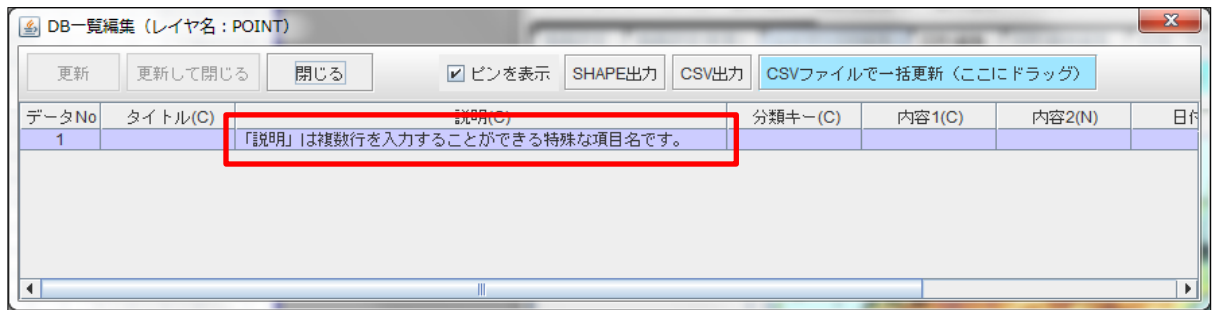 DB一覧編集（レイヤ名：POINT）
更新 更新して閉じる 閉じる ピンを表示 SHAPE出力 CSV出力 CSVファイルで一括更新（ここにドラッグ）
データNo タイトル(C) 説明(C) 分類キー(C) 内容1(C) 内容2(N)
1 「説明」は複数行を入力することができる特殊な項目名です。